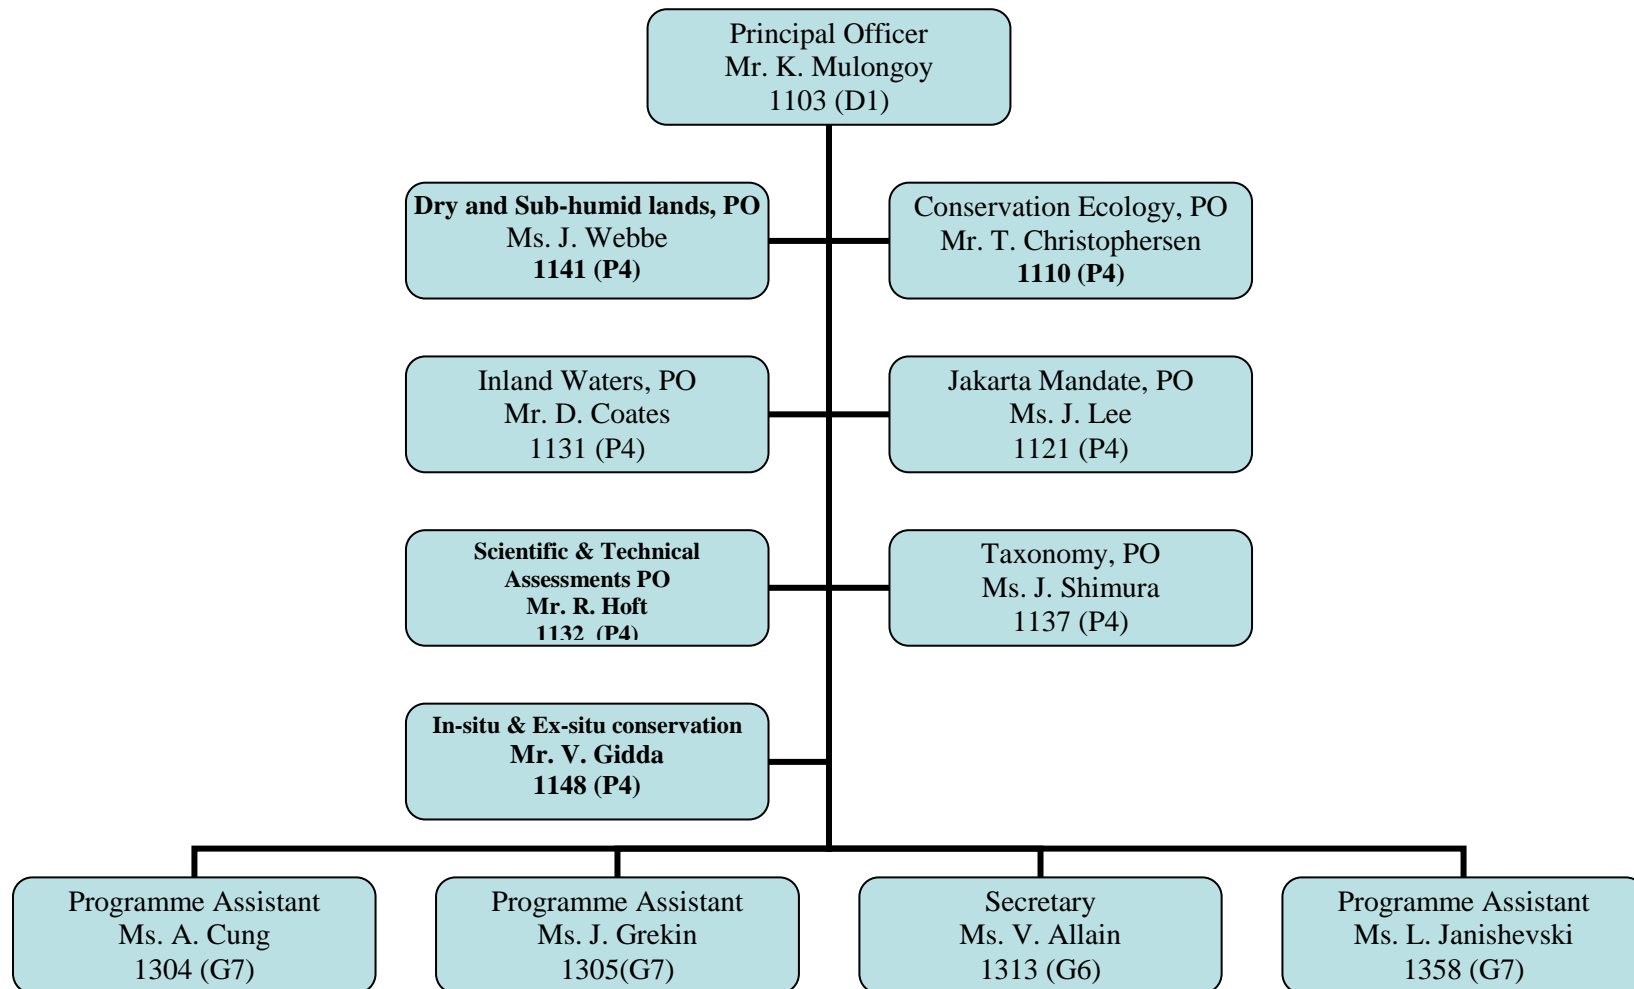 Principal Officer
Mr. K. Mulongoy
1103 (D1)
Dry and Sub-humid lands, PO
Ms. J. Webbe
1141 (P4)
Conservation Ecology, PO
Mr. T. Christophersen
1110 (P4)
Inland Waters, PO
Mr. D. Coates
1131 (P4)
Jakarta Mandate, PO
Ms. J. Lee
1121 (P4)
Scientific & Technical
Assessments PO
Mr. R. Hoft
1132 (P4)
Taxonomy, PO
Ms. J. Shimura
1137 (P4)
In-situ & Ex-situ conservation
Mr. V. Gidda
1148 (P4)
Programme Assistant
Ms. A. Cung
1304 (G7)
Programme Assistant
Ms. J. Grekin
1305(G7)
Secretary
Ms. V. Allain
1313 (G6)
Programme Assistant
Ms. L. Janishevski
1358 (G7)